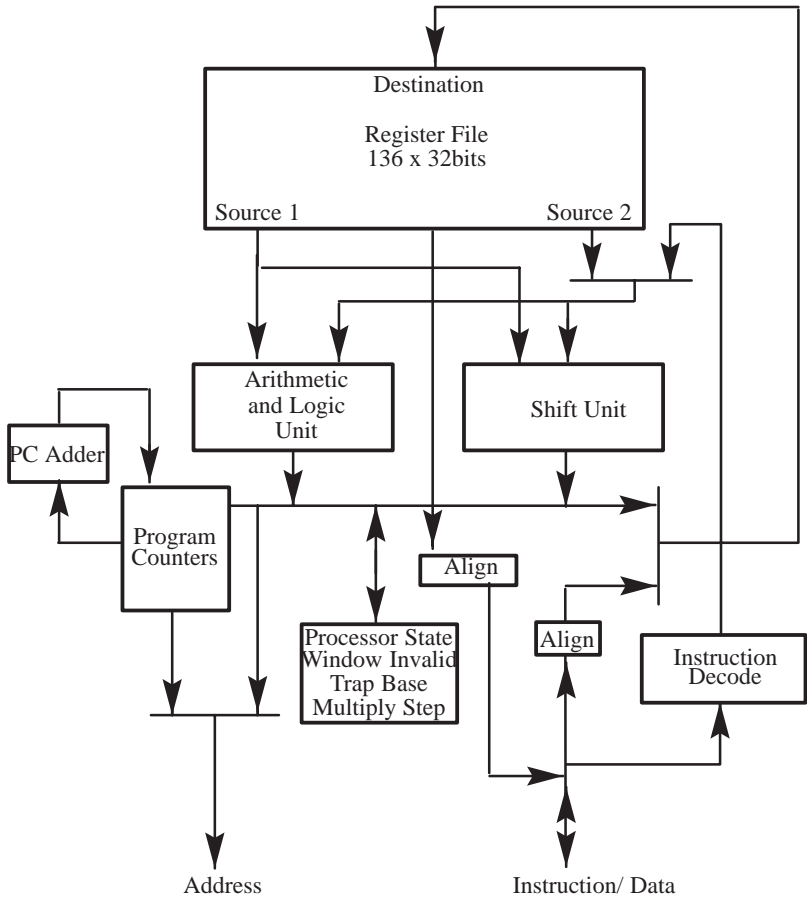 Destination
Register File
136 x 32bits
Source 1
Source 2
Arithmetic
and Logic
Unit
Shift Unit
PC Adder
Program
Counters
Align
Processor State
Window Invalid
Trap Base
Multiply Step
Align
Instruction
Decode
Address
Instruction/ Data